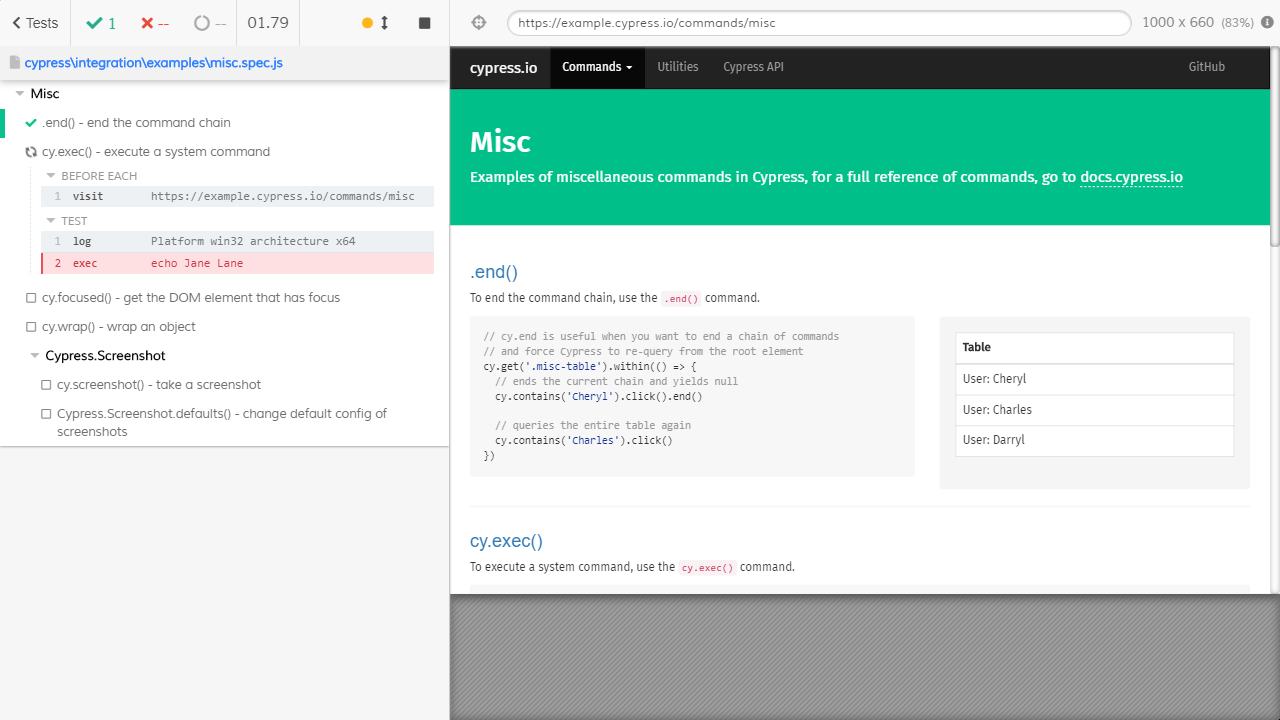 Tests
1
--
--
01.79
https://example.cypress.io/commands/misc
1000 x 660 (83%)
cypress\integration\examples\misc.spec.js
Misc
.end() - end the command chain
cy.exec() - execute a system command
BEFORE EACH
1 visit https://example.cypress.io/commands/misc
TEST
1 log Platform win32 architecture x64
2 exec echo Jane Lane
cy.focused() - get the DOM element that has focus
cy.wrap() - wrap an object
Cypress.Screenshot
cy.screenshot() - take a screenshot
Cypress.Screenshot.defaults() - change default config of
screenshots
cypress.io
Commands
Utilities
Cypress API
GitHub
Misc
Examples of miscellaneous commands in Cypress, for a full reference of commands, go to docs.cypress.io
.end()
To end the command chain, use the .end() command.
// cy.end is useful when you want to end a chain of commands
// and force Cypress to re-query from the root element
cy.get('.misc-table').within(() => {
// ends the current chain and yields null
cy.contains('Cheryl').click().end()
// queries the entire table again
cy.contains('Charles').click()
})
Table
User: Cheryl
User: Charles
User: Darryl
cy.exec()
To execute a system command, use the cy.exec() command.